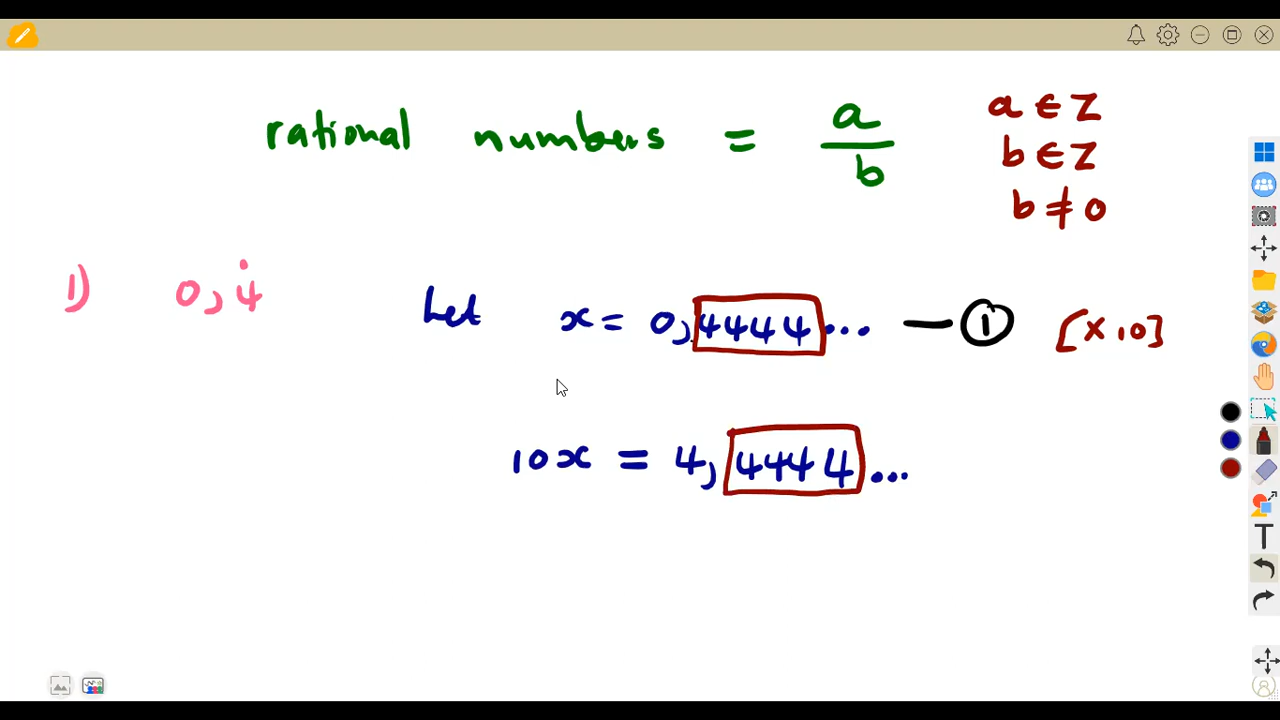 rational numbers = a/b
a ∈ Z
b ∈ Z
b ≠ 0
1) 0,4̇ Let x = 0,4444... — ① [× 10]
10x = 4,4444...
T